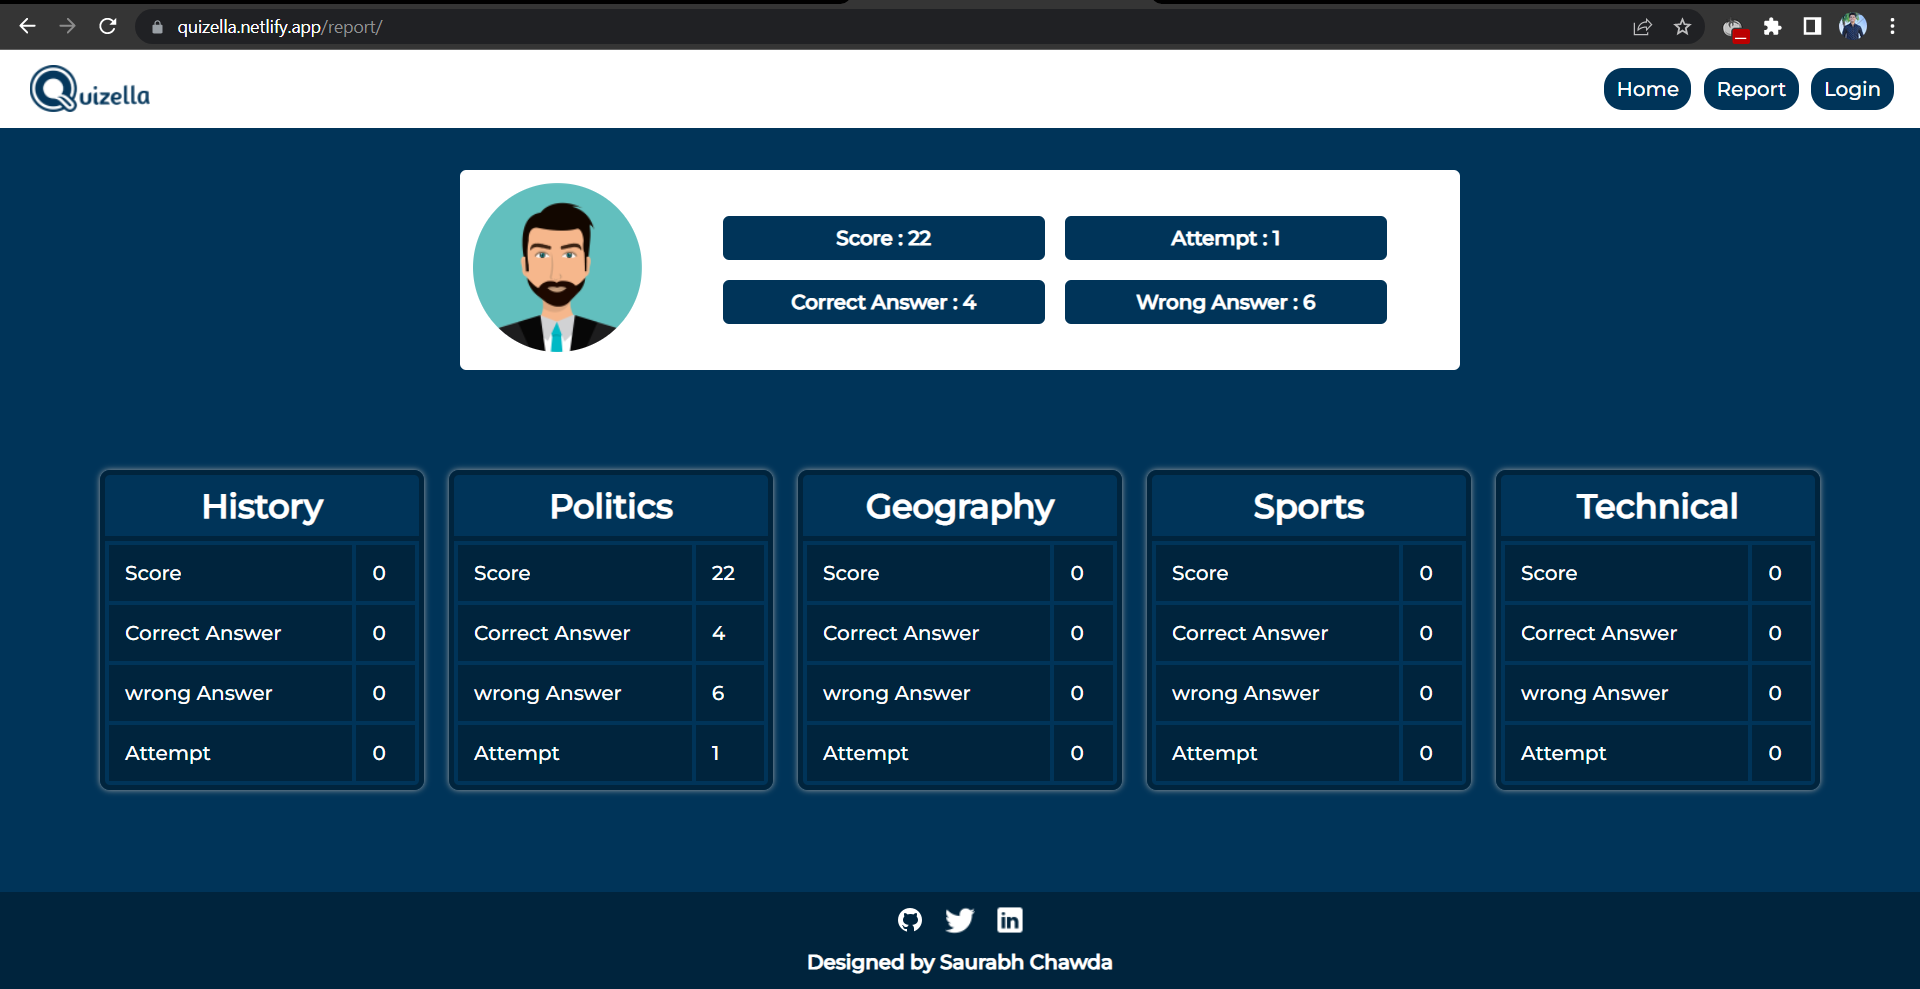 quizella.netlify.app/report/
Quizella
Home Report Login
Score : 22 Attempt : 1
Correct Answer : 4 Wrong Answer : 6
History Politics Geography Sports Technical
Score 0 Score 22 Score 0 Score 0 Score 0
Correct Answer 0 Correct Answer 4 Correct Answer 0 Correct Answer 0 Correct Answer 0
wrong Answer 0 wrong Answer 6 wrong Answer 0 wrong Answer 0 wrong Answer 0
Attempt 0 Attempt 1 Attempt 0 Attempt 0 Attempt 0
in
Designed by Saurabh Chawda